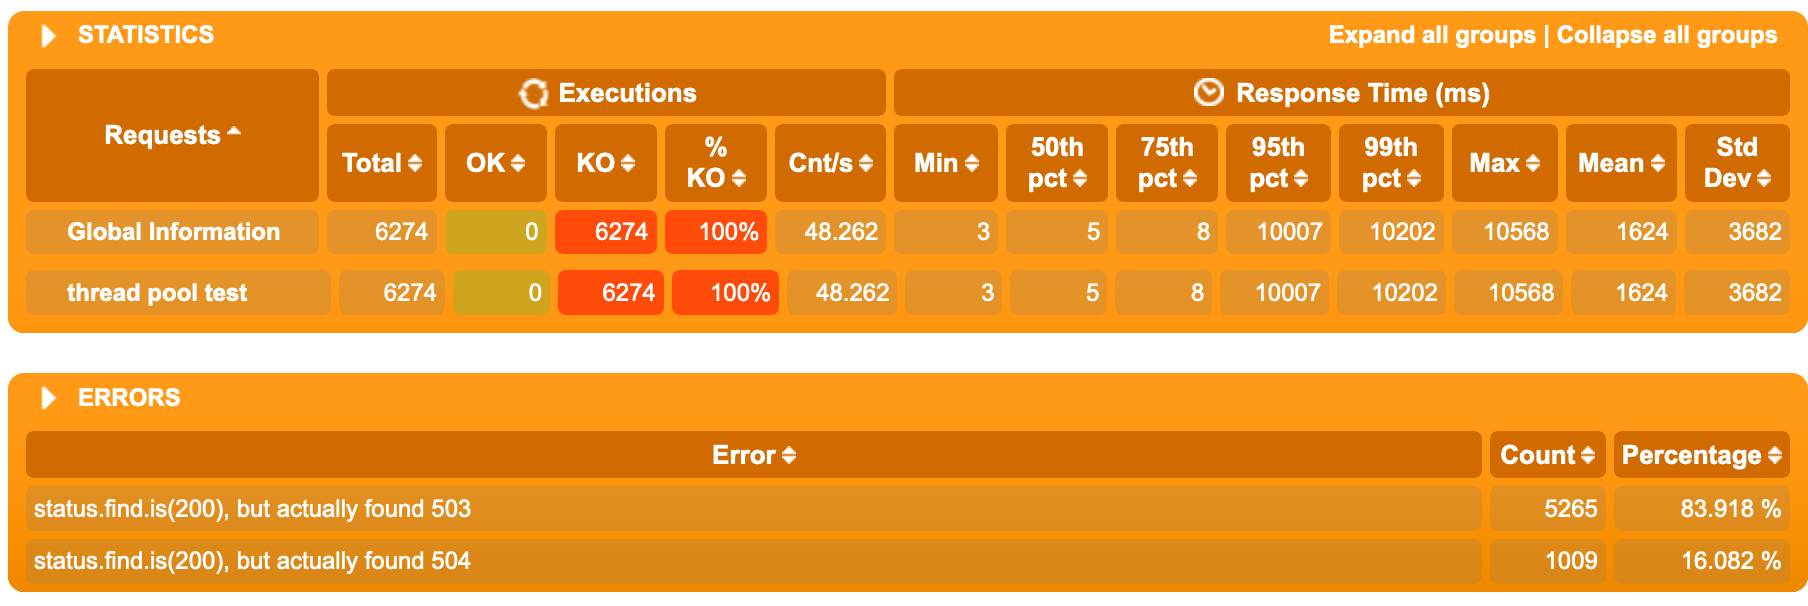 STATISTICS Expand all groups | Collapse all groups
Requests Executions Response Time (ms)
Total OK KO % KO Cnt/s Min 50th pct 75th pct 95th pct 99th pct Max Mean Std Dev
Global Information 6274 0 6274 100% 48.262 3 5 8 10007 10202 10568 1624 3682
thread pool test 6274 0 6274 100% 48.262 3 5 8 10007 10202 10568 1624 3682
ERRORS
Error Count Percentage
status.find.is(200), but actually found 503 5265 83.918 %
status.find.is(200), but actually found 504 1009 16.082 %